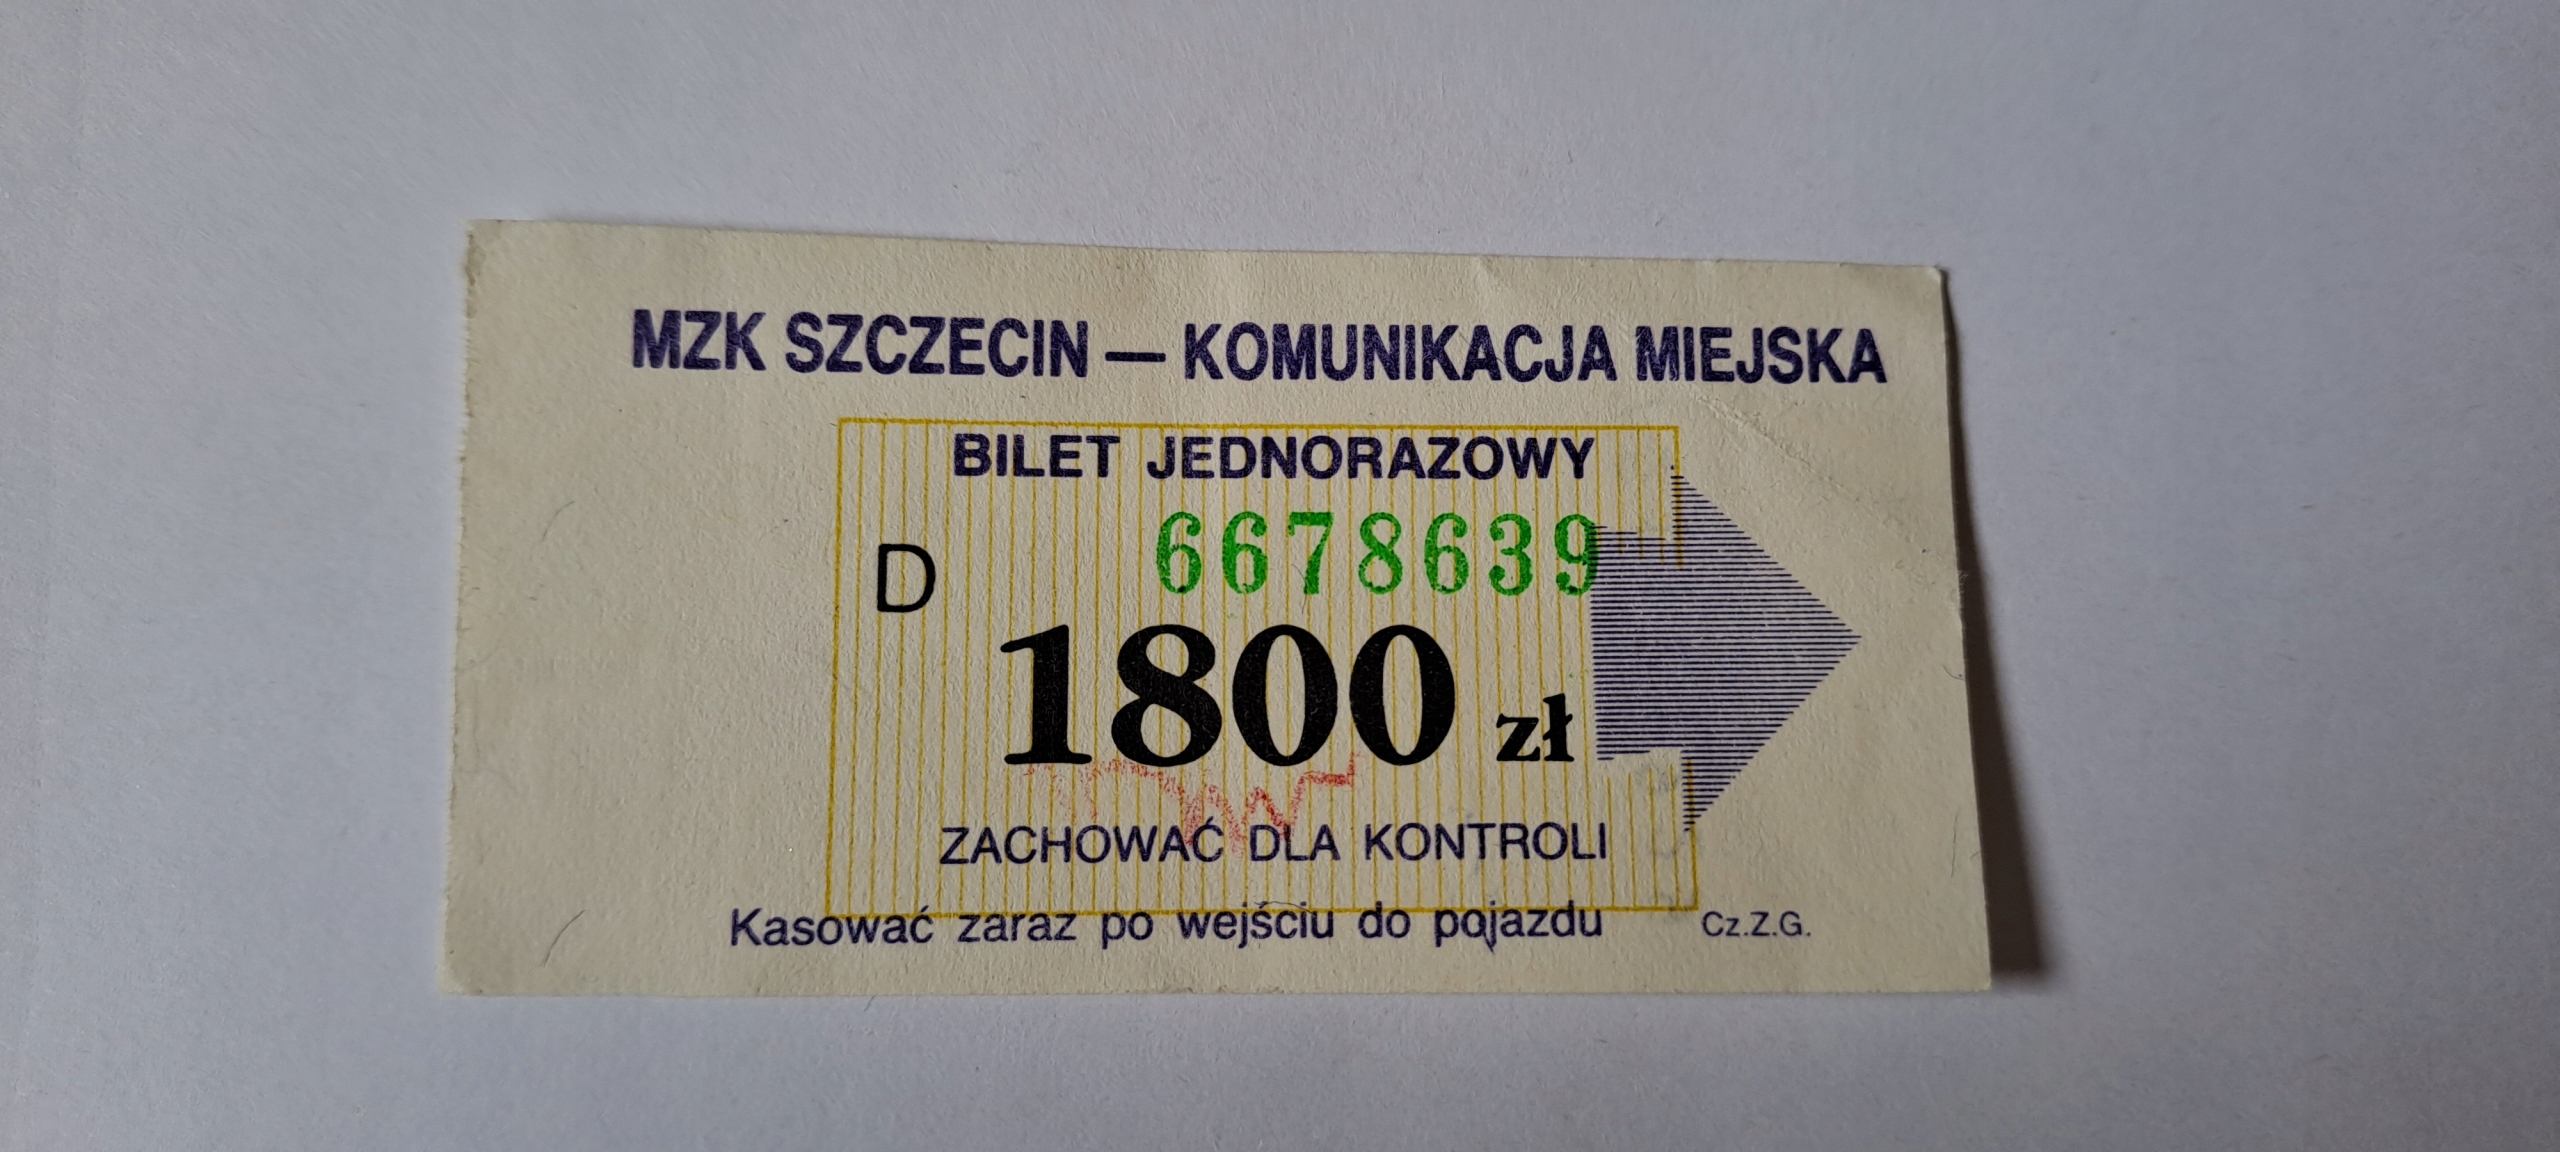 MZK SZCZECIN — KOMUNIKACJA MIEJSKA
BILET JEDNORAZOWY
D 6678639
1800 zł
ZACHOWAĆ DLA KONTROLI
Kasować zaraz po wejściu do pojazdu Cz.Z.G.